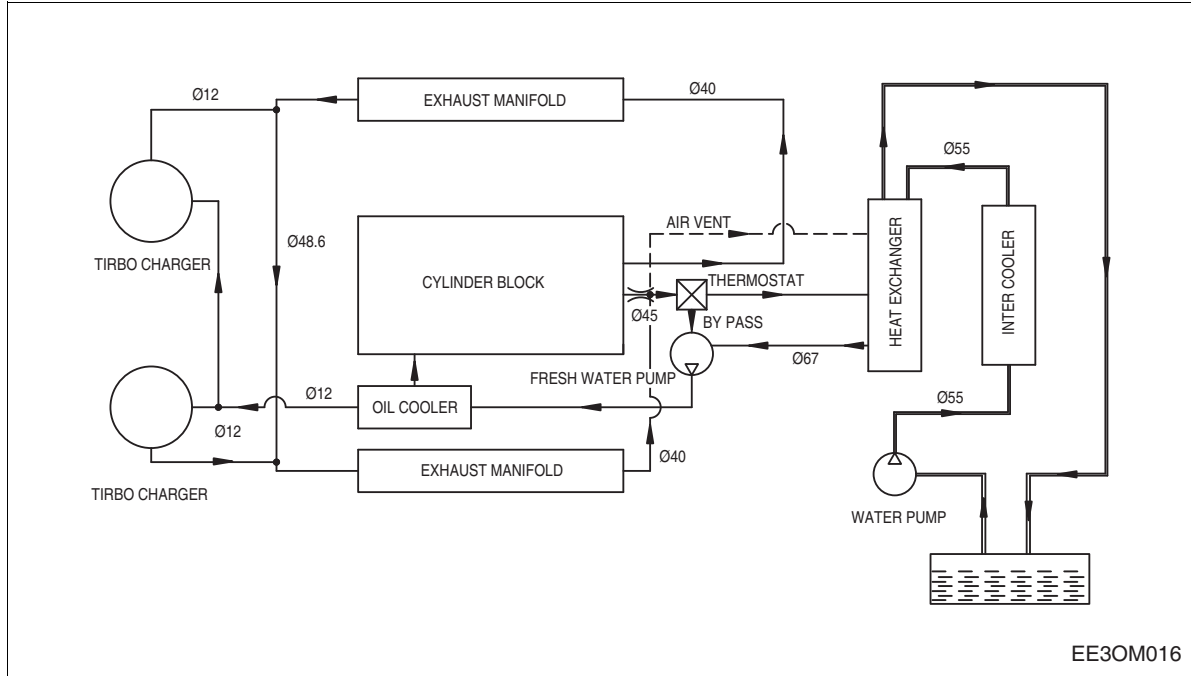 Ø12
EXHAUST MANIFOLD
Ø40
Ø55
TIRBO CHARGER
Ø48.6
CYLINDER BLOCK
AIR VENT
THERMOSTAT
Ø45
BY PASS
HEAT EXCHANGER
INTER COOLER
Ø67
FRESH WATER PUMP
Ø12
OIL COOLER
Ø12
Ø55
EXHAUST MANIFOLD
Ø40
TIRBO CHARGER
WATER PUMP
EE3OM016